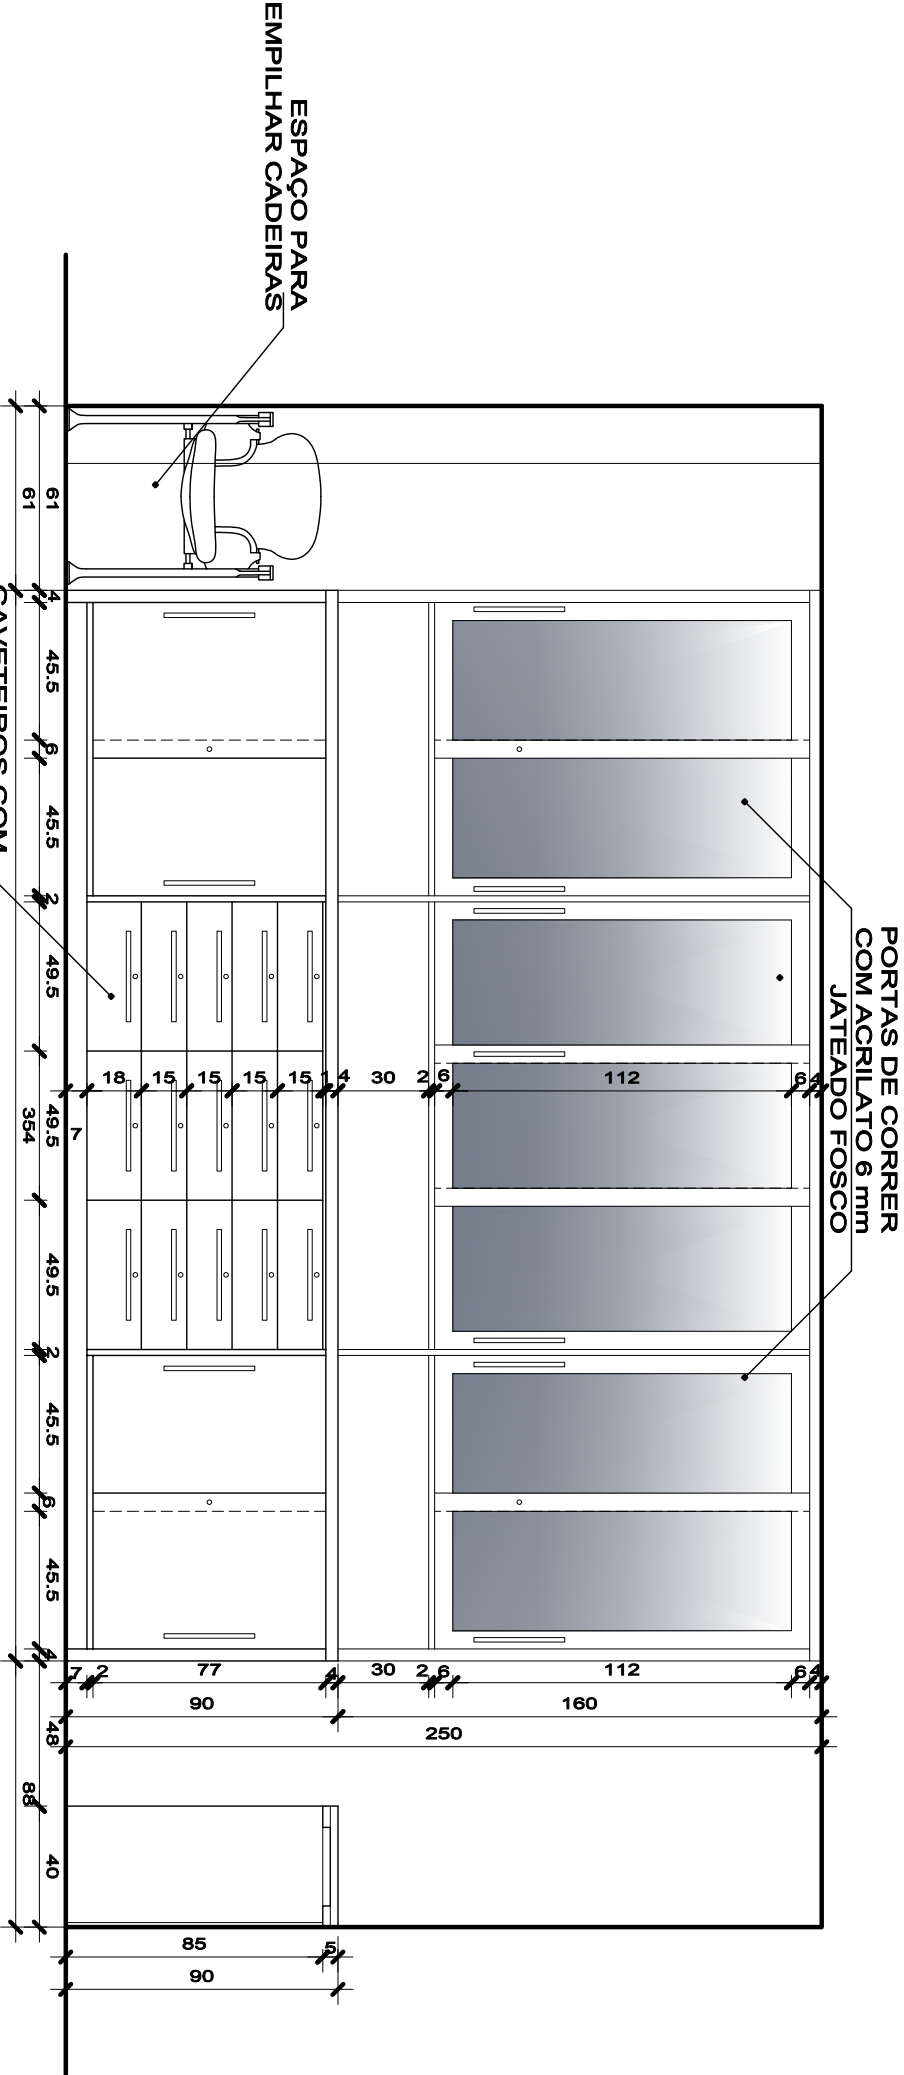 PORTAS DE CORRER
COM ACRILATO 6 mm
JATEADO FOSCO
ESPAÇO PARA
EMPILHAR CADEIRAS
7 18 15 15 15 15 1 4 30 2 6 112 6 4
7 2 77 4 30 2 6 112 6 4
90 160
250
85 5
90
61 4 45.5 6 45.5 2 49.5 49.5 49.5 2 45.5 6 45.5 4 48 40
61 354 88
GAVETEIROS COM